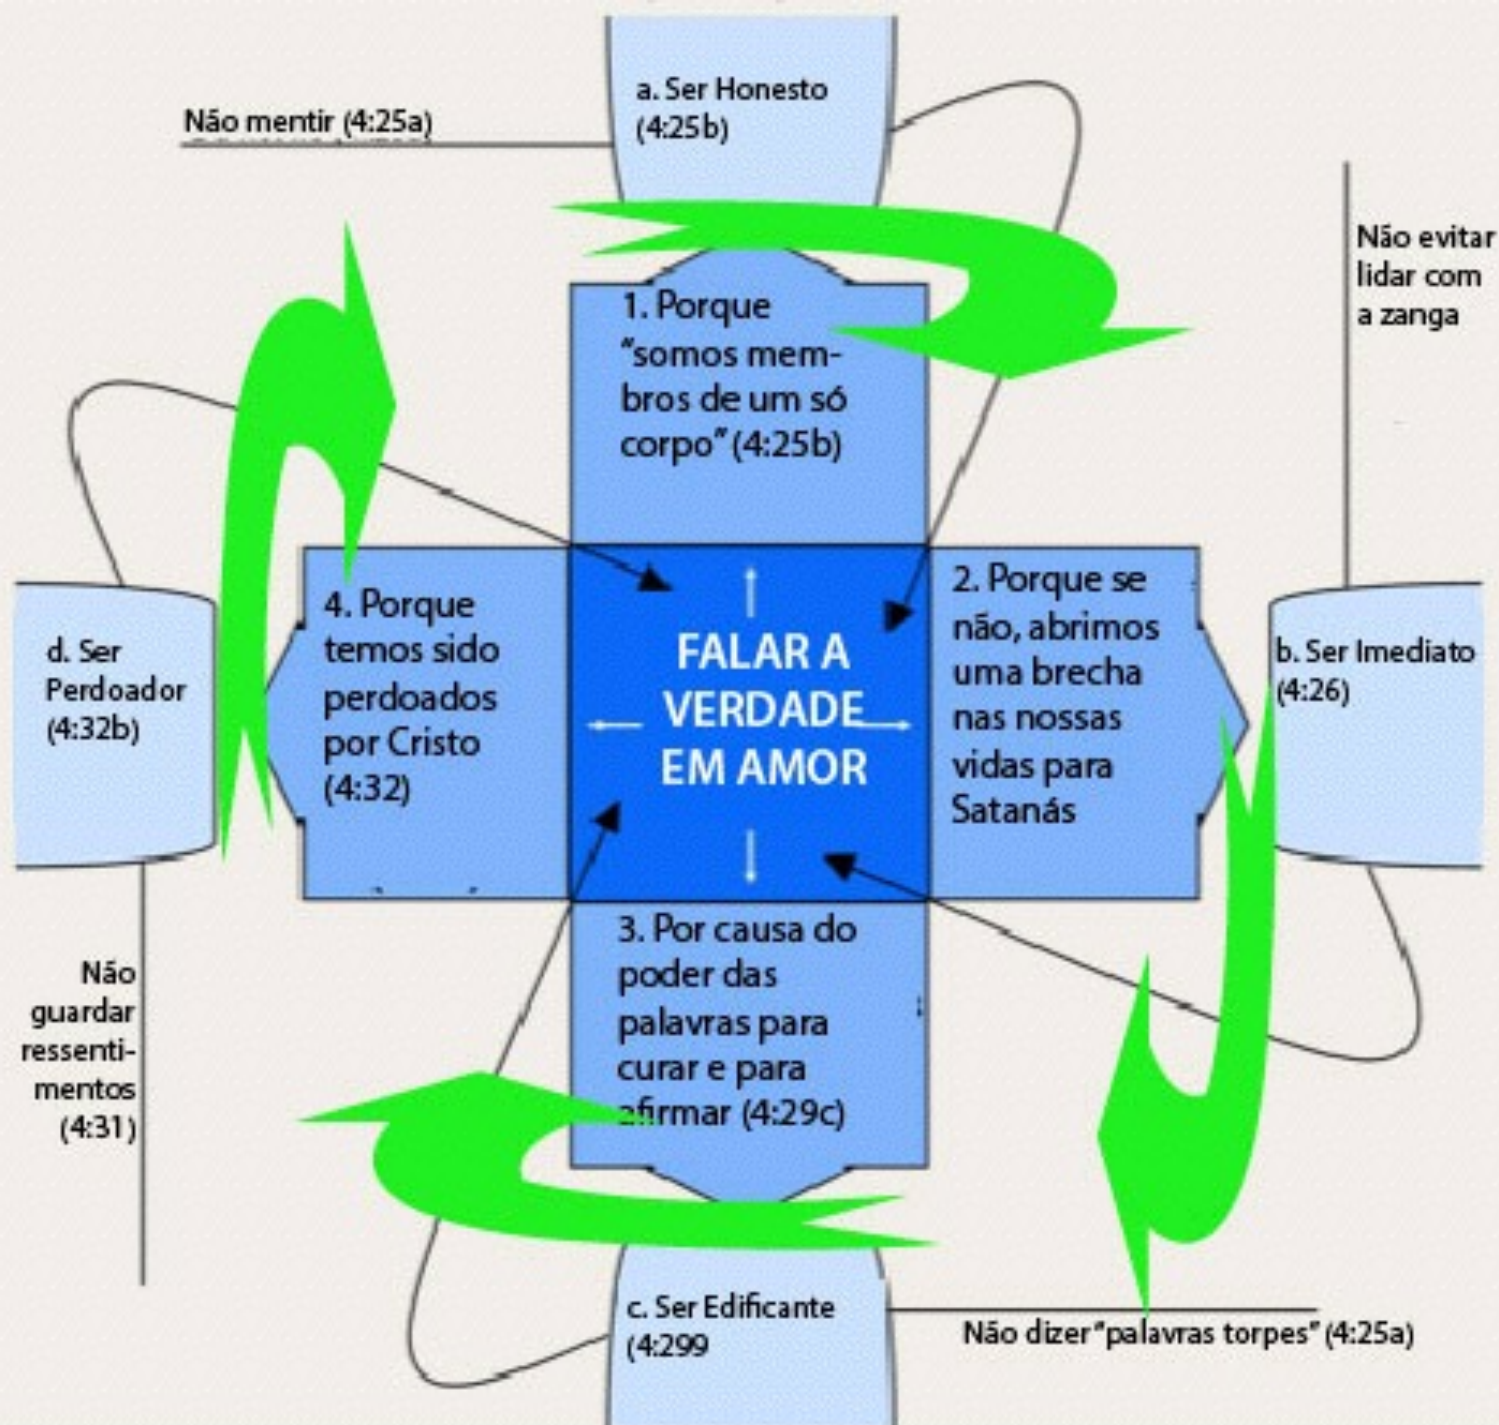 a. Ser Honesto
(4:25b)
Não mentir (4:25a)
Não evitar
lidar com
a zanga
1. Porque
“somos mem-
bros de um só
corpo” (4:25b)
2. Porque se
não, abrimos
uma brecha
nas nossas
vidas para
Satanás
b. Ser Imediato
(4:26)
FALAR A
VERDADE
EM AMOR
4. Porque
temos sido
perdoados
por Cristo
(4:32)
d. Ser
Perdoador
(4:32b)
Não
guardar
ressenti-
mentos
(4:31)
3. Por causa do
poder das
palavras para
curar e para
afirmar (4:29c)
c. Ser Edificante
(4:299
Não dizer “palavras torpes” (4:25a)